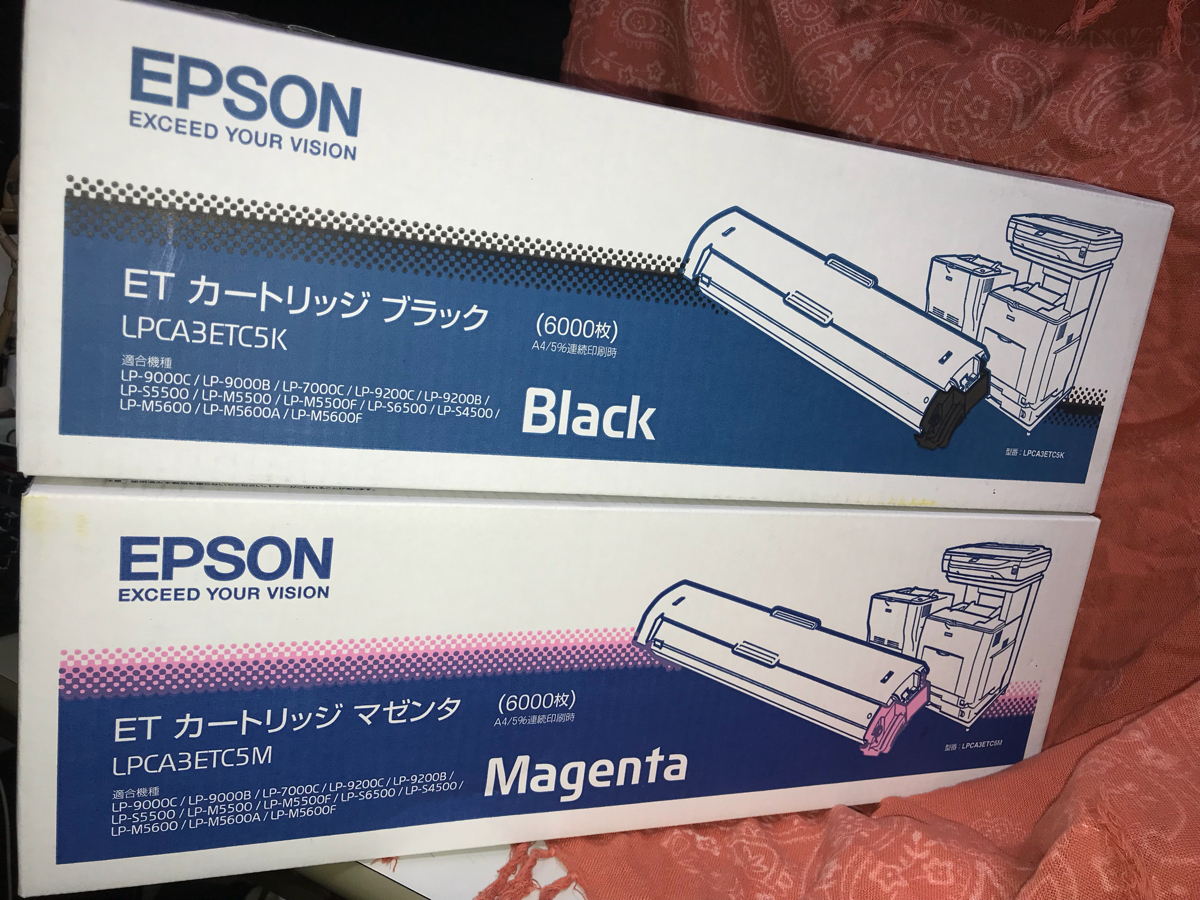 EPSON
EXCEED YOUR VISION
ET カートリッジ ブラック
LPCA3ETC5K
(6000枚)
A4/5%連続印刷時
適合機種
LP-9000C / LP-9000B / LP-7000C / LP-9200C / LP-9200B /
LP-S5500 / LP-M5500 / LP-M5500F / LP-S6500 / LP-S4500 /
LP-M5600 / LP-M5600A / LP-M5600F
Black
型番：LPCA3ETC5K
EPSON
EXCEED YOUR VISION
ET カートリッジ マゼンタ
LPCA3ETC5M
(6000枚)
A4/5%連続印刷時
適合機種
LP-9000C / LP-9000B / LP-7000C / LP-9200C / LP-9200B /
LP-S5500 / LP-M5500 / LP-M5500F / LP-S6500 / LP-S4500 /
LP-M5600 / LP-M5600A / LP-M5600F
Magenta
型番：LPCA3ETC5M